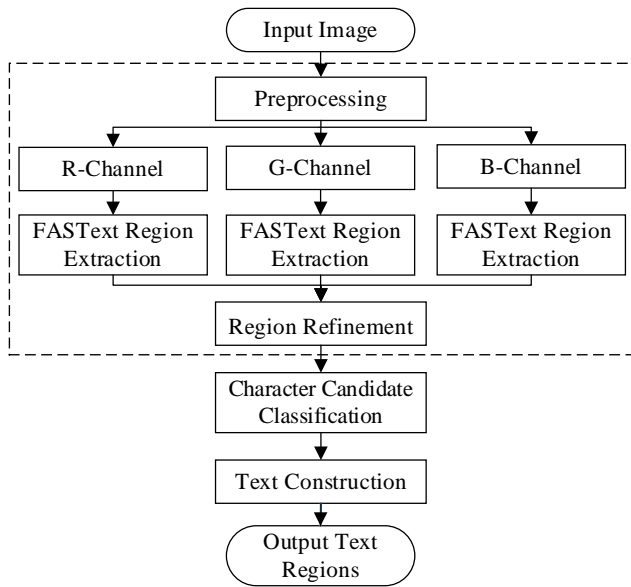 Input Image
Preprocessing
R-Channel
G-Channel
B-Channel
FASText Region
Extraction
FASText Region
Extraction
FASText Region
Extraction
Region Refinement
Character Candidate
Classification
Text Construction
Output Text
Regions